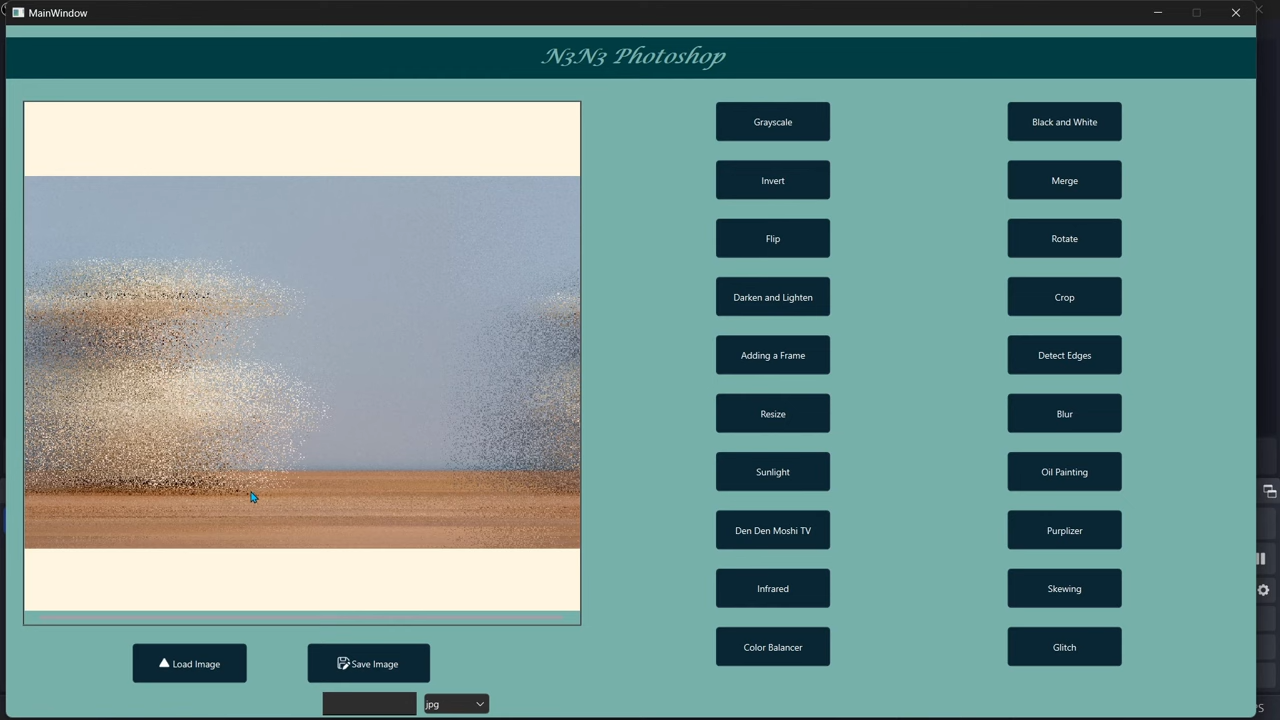 MainWindow
N3N3 Photoshop
Grayscale
Black and White
Invert
Merge
Flip
Rotate
Darken and Lighten
Crop
Adding a Frame
Detect Edges
Resize
Blur
Sunlight
Oil Painting
Den Den Moshi TV
Purplizer
Infrared
Skewing
Color Balancer
Glitch
Load Image
Save Image
jpg